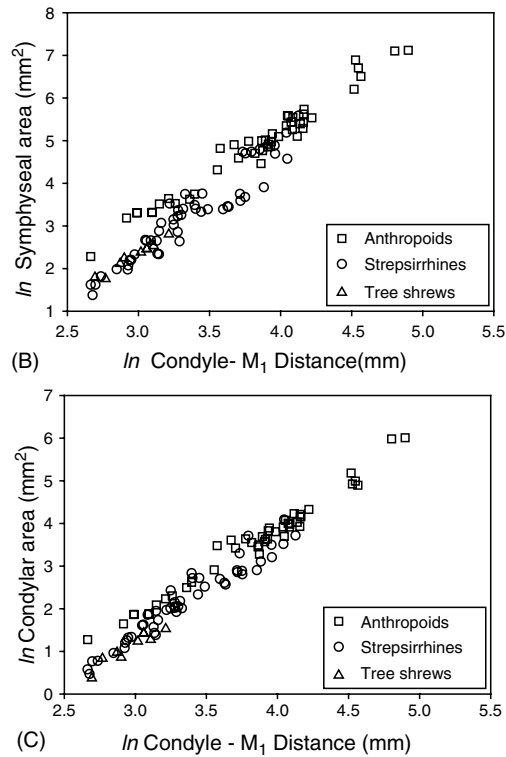 8
7
6
5
4
3
2
1
ln Symphyseal area (mm²)
Anthropoids
Strepsirrhines
Tree shrews
2.5 3.0 3.5 4.0 4.5 5.0 5.5
(B) ln Condyle- M₁ Distance(mm)
7
6
5
4
3
2
1
0
ln Condylar area (mm²)
Anthropoids
Strepsirrhines
Tree shrews
2.5 3.0 3.5 4.0 4.5 5.0 5.5
(C) ln Condyle - M₁ Distance (mm)